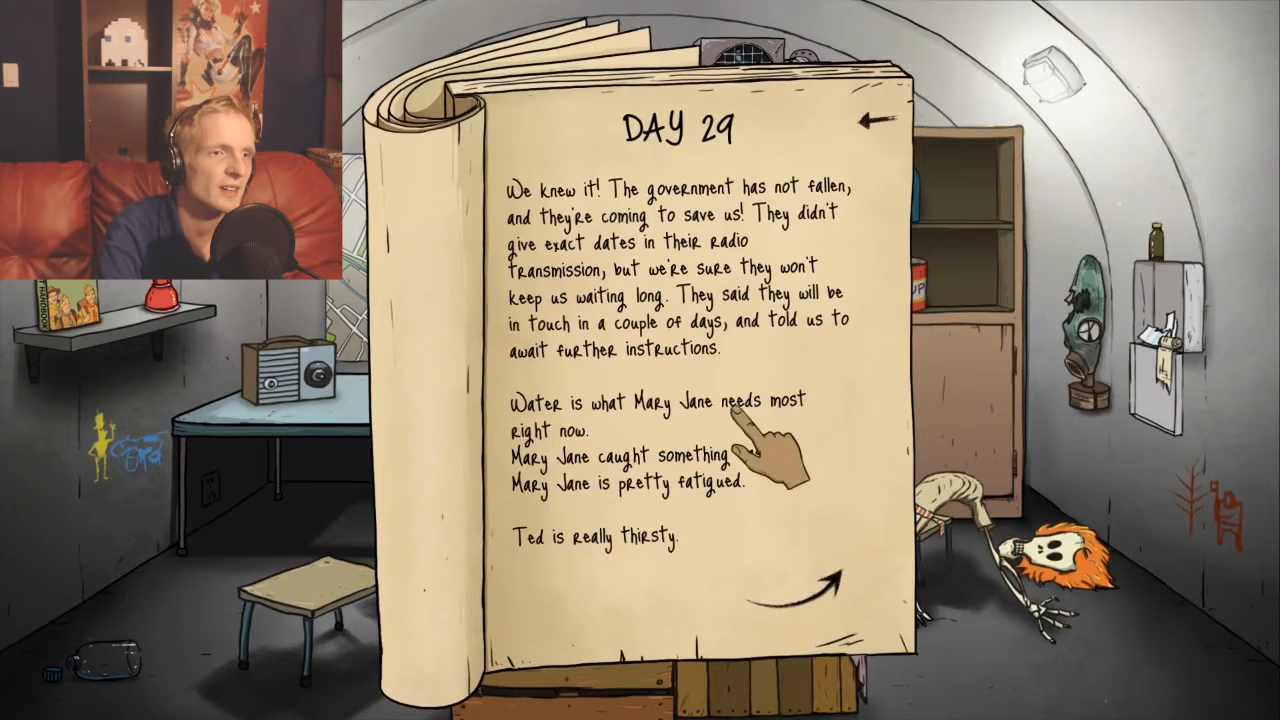 DAY 29
We knew it! The government has not fallen,
and they're coming to save us! They didn't
give exact dates in their radio
transmission, but we're sure they won't
keep us waiting long. They said they will be
in touch in a couple of days, and told us to
await further instructions.
Water is what Mary Jane needs most
right now.
Mary Jane caught something
Mary Jane is pretty fatigued.
Ted is really thirsty.
UP